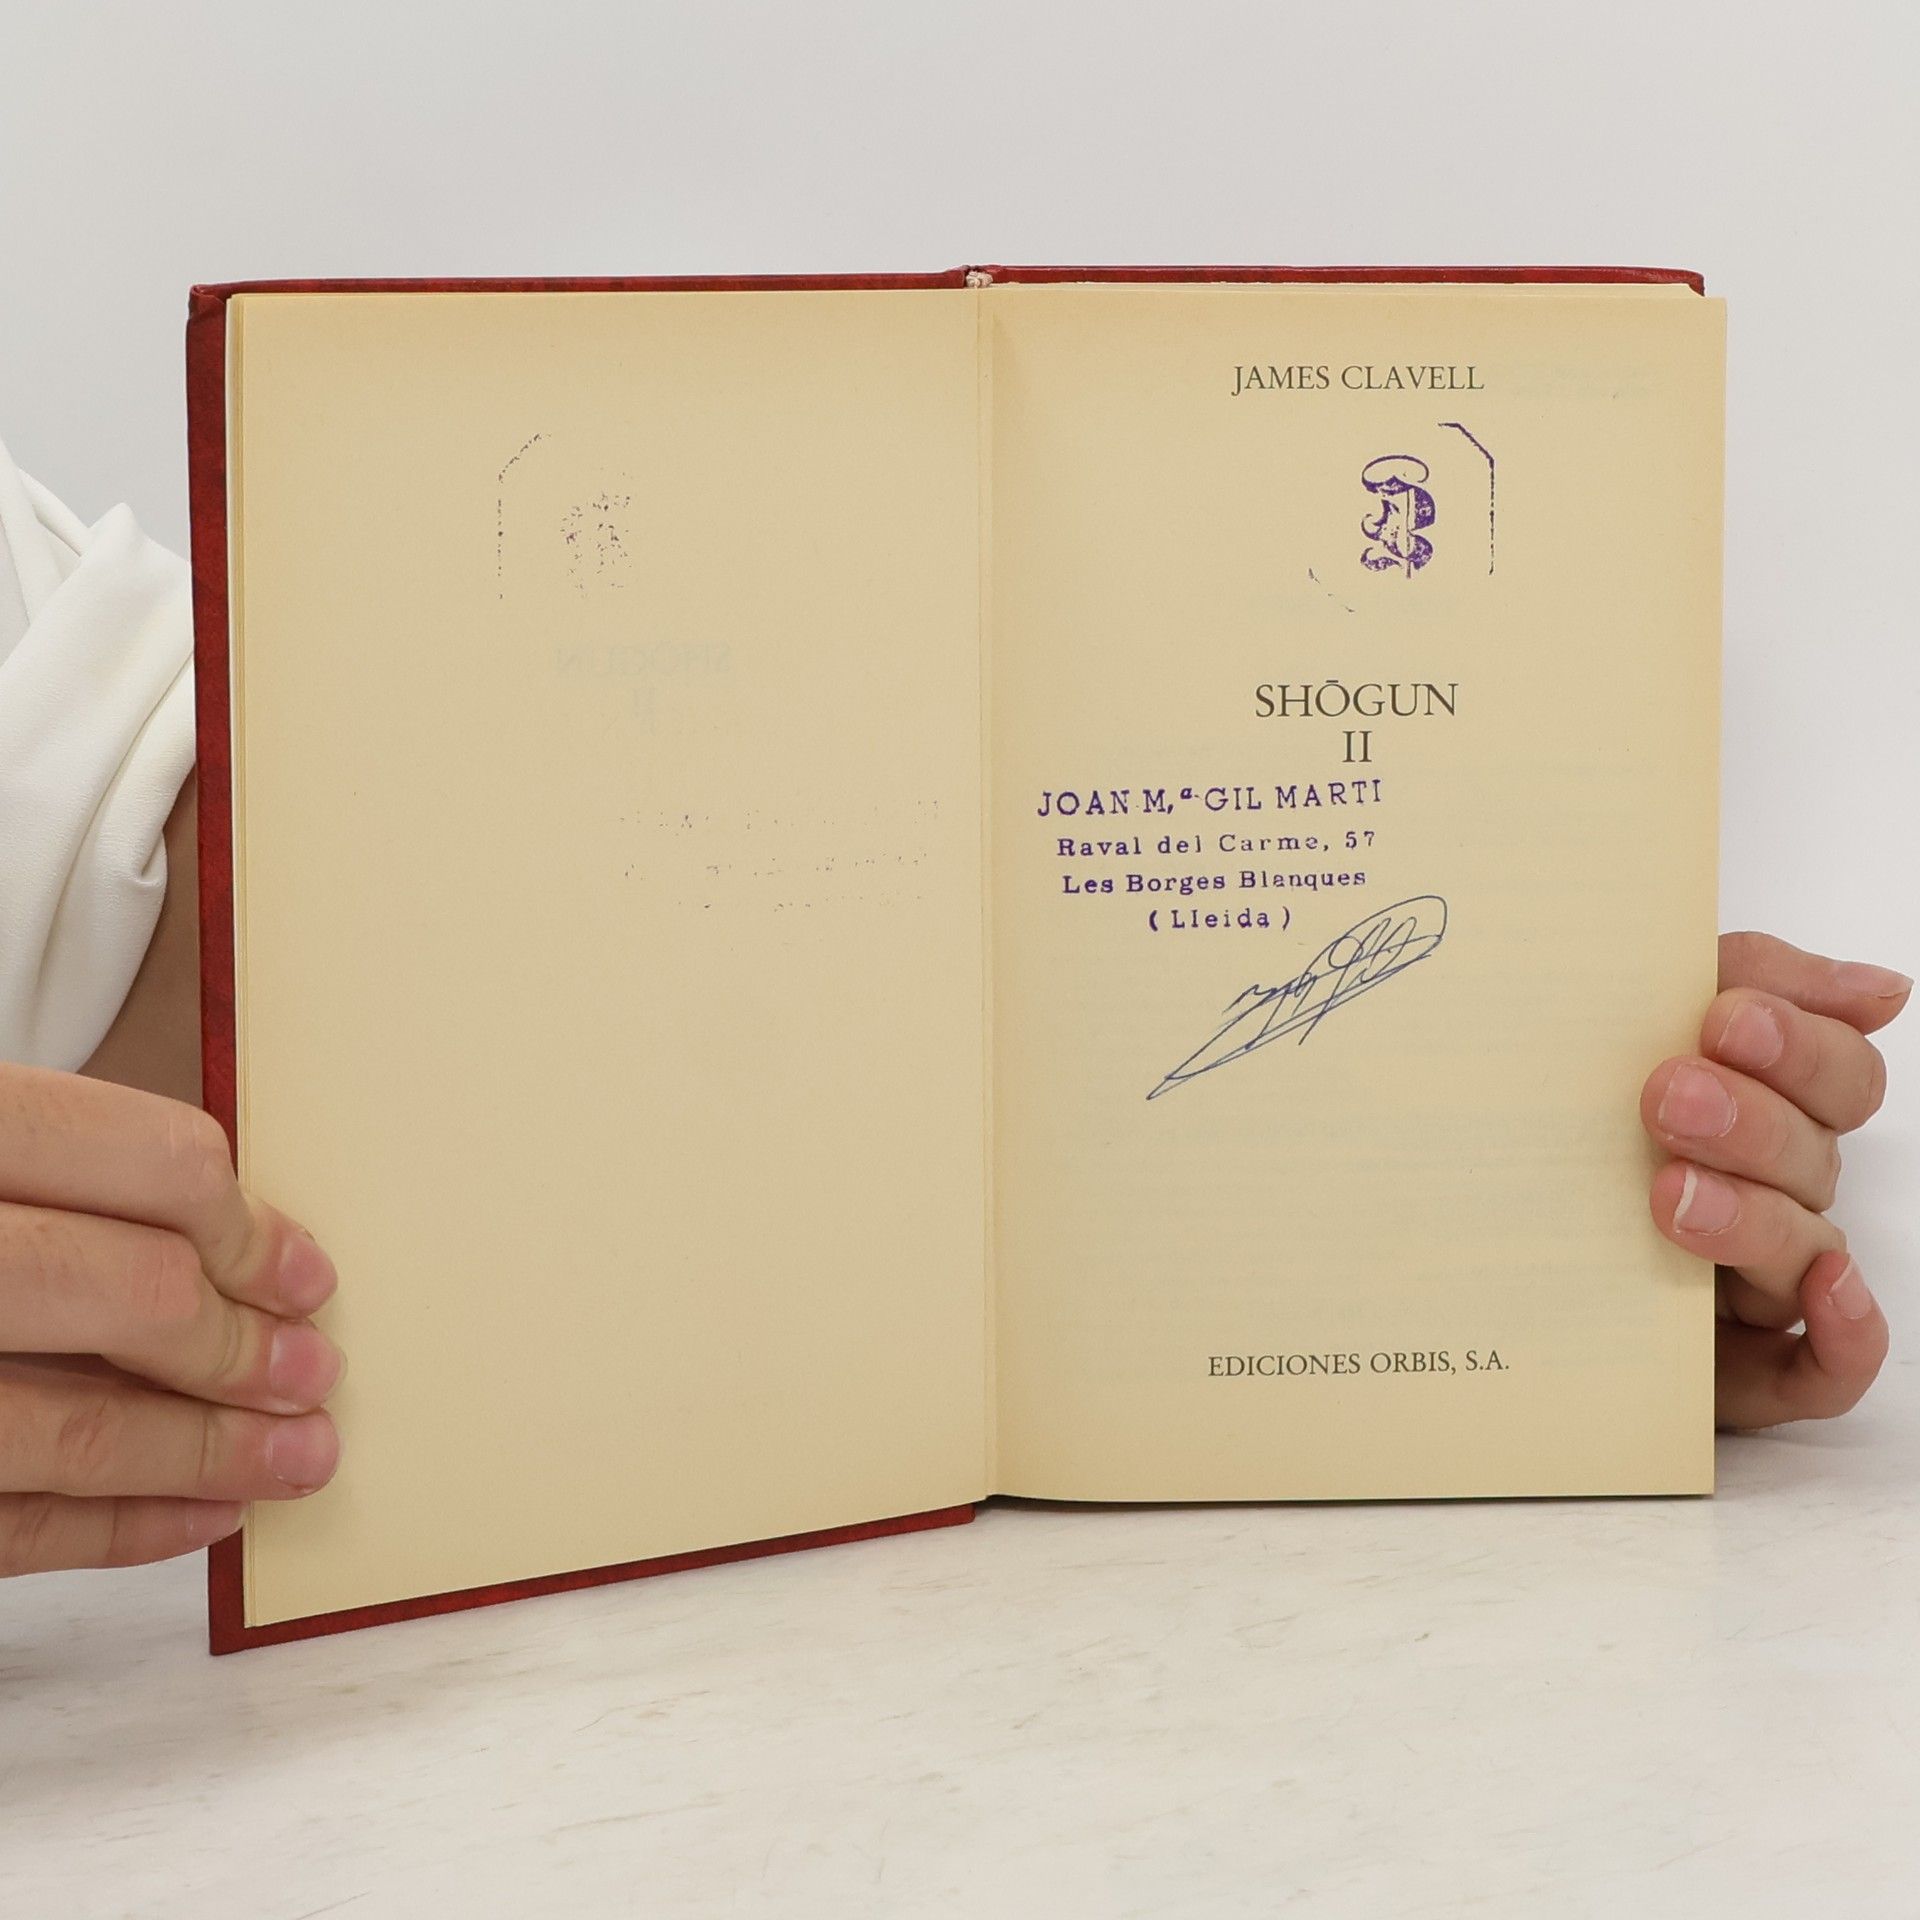 JAMES CLAVELL
SHŌGUN
II
JOAN M,ª GIL MARTI
Raval del Carme, 57
Les Borges Blanques
(Lleida)
EDICIONES ORBIS, S.A.